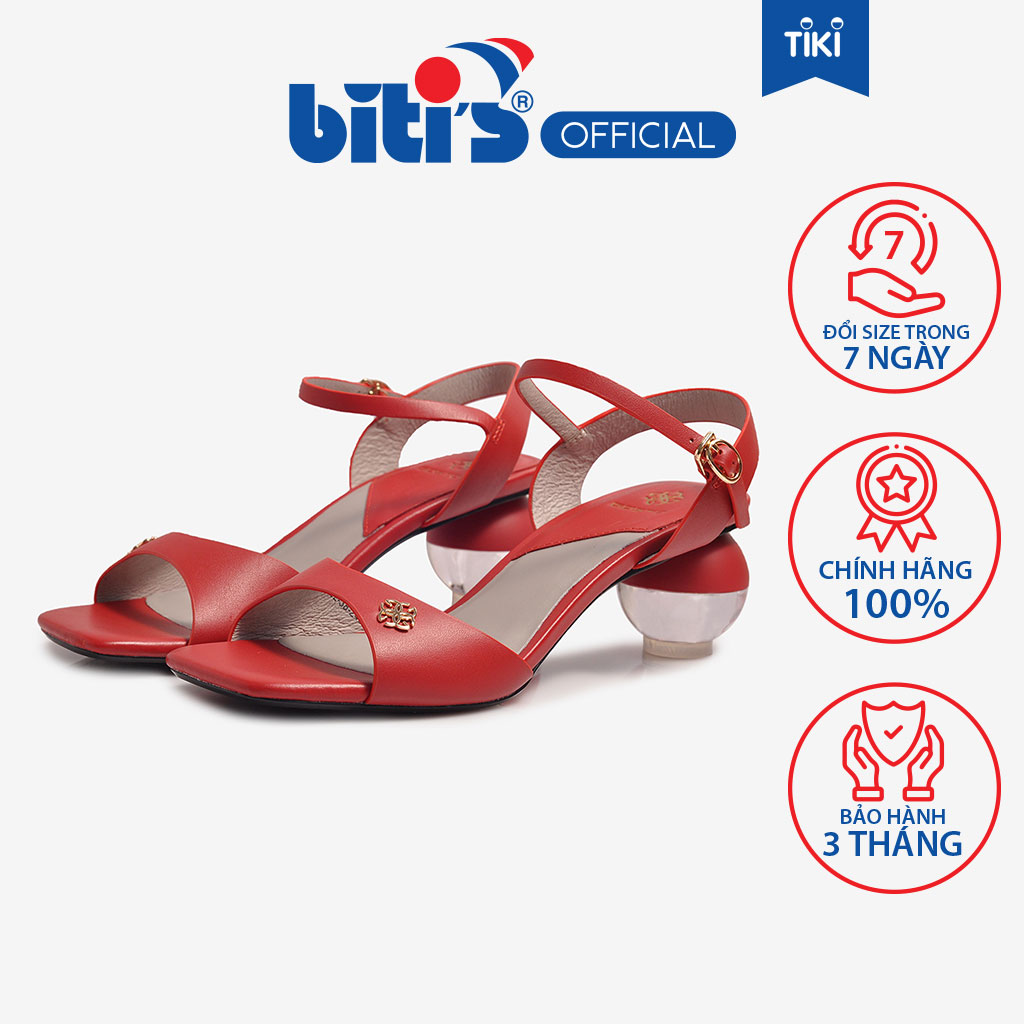 TiKi
biti's®
OFFICIAL
7
ĐỔI SIZE TRONG
7 NGÀY
CHÍNH HÃNG
100%
BẢO HÀNH
3 THÁNG